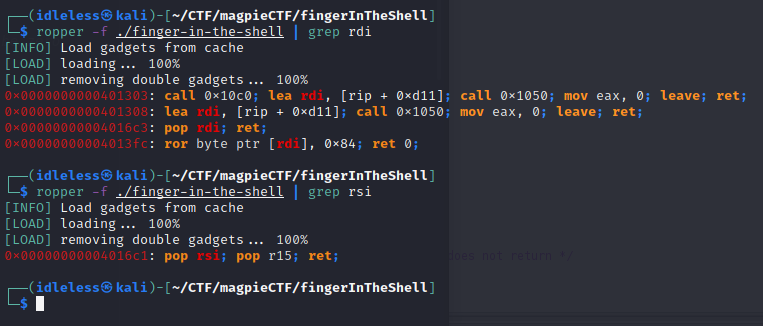 ┌──(idleless㉿kali)-[~/CTF/magpieCTF/fingerInTheShell]
└─$ ropper -f ./finger-in-the-shell | grep rdi
[INFO] Load gadgets from cache
[LOAD] loading... 100%
[LOAD] removing double gadgets... 100%
0×0000000000401303: call 0×10c0; lea rdi, [rip + 0×d11]; call 0×1050; mov eax, 0; leave; ret;
0×0000000000401308: lea rdi, [rip + 0×d11]; call 0×1050; mov eax, 0; leave; ret;
0×00000000004016c3: pop rdi; ret;
0×00000000004013fc: ror byte ptr [rdi], 0×84; ret 0;
┌──(idleless㉿kali)-[~/CTF/magpieCTF/fingerInTheShell]
└─$ ropper -f ./finger-in-the-shell | grep rsi
[INFO] Load gadgets from cache
[LOAD] loading... 100%
[LOAD] removing double gadgets... 100%
0×00000000004016c1: pop rsi; pop r15; ret;
does not return */
┌──(idleless㉿kali)-[~/CTF/magpieCTF/fingerInTheShell]
└─$